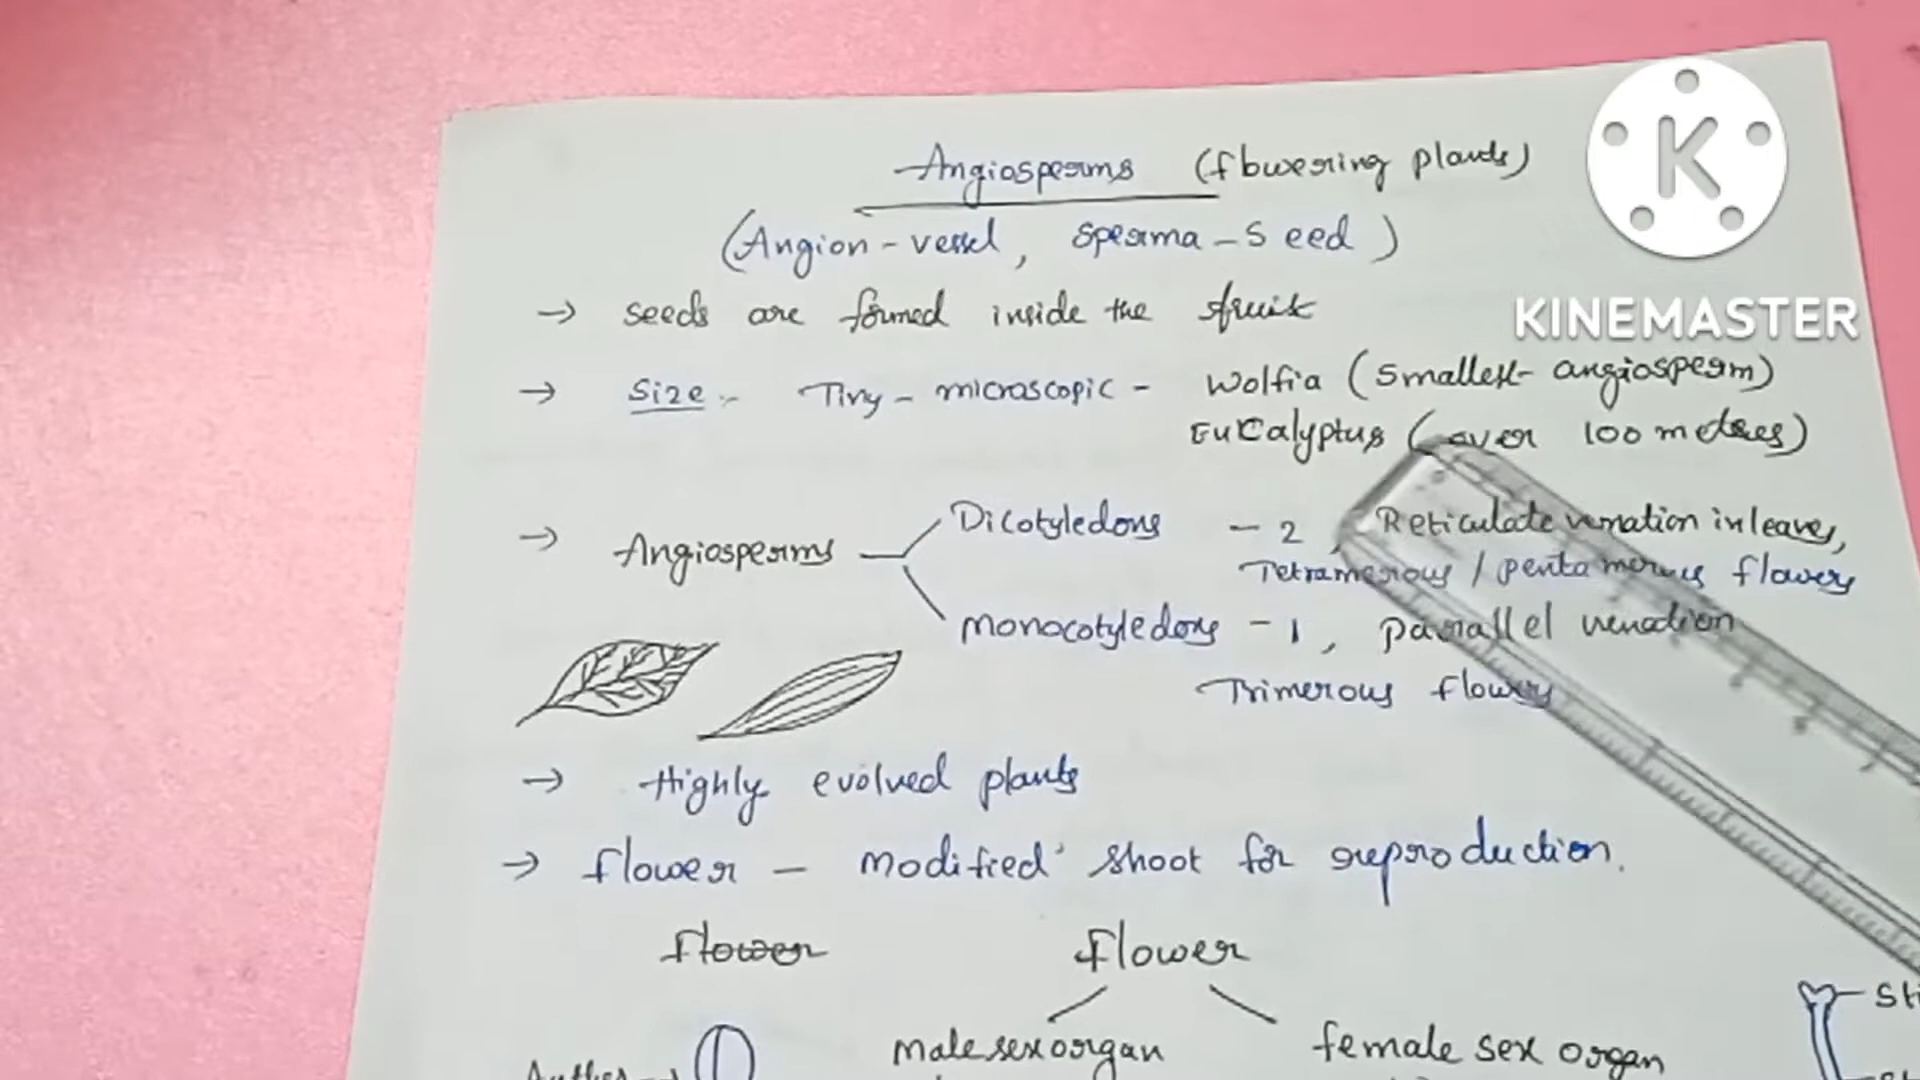 Angiosperms (flowering plants)
(Angion - vessel, sperma - Seed)
→ seeds are formed inside the fruit
→ Size :- Tiny - microscopic - Wolfia (smallest angiosperm)
Eucalyptus (over 100 metres)
→ Angiosperms
Dicotyledons - 2, Reticulate venation in leaves,
Tetramerous / pentamerous flowers
Monocotyledons - 1, parallel venation
Trimerous flowers
→ Highly evolved plants
→ flower - modified shoot for reproduction.
flower
flower
male sex organ
female sex organ
Anther
Sti
K
KINEMASTER